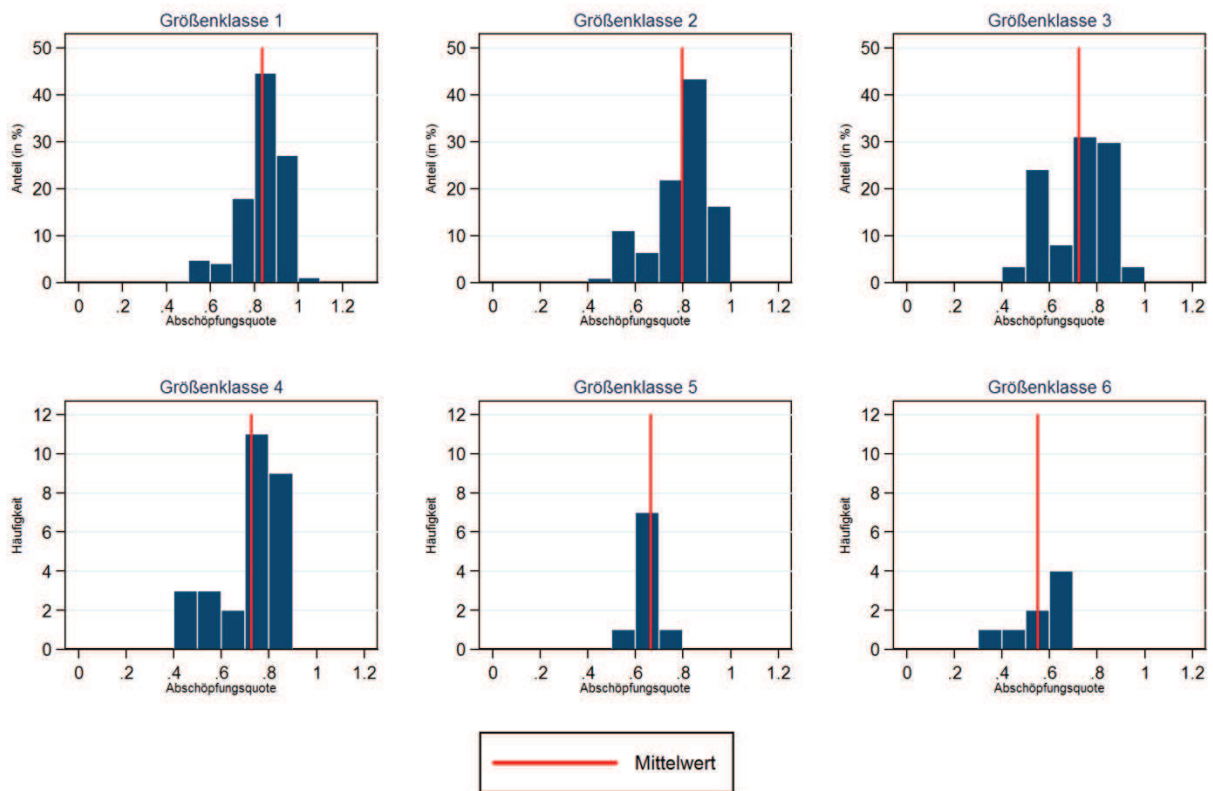 Größenklasse 1
Größenklasse 2
Größenklasse 3
50
40
30
20
10
0
Anteil (in %)
0 .2 .4 .6 .8 1 1.2
Abschöpfungsquote
50
40
30
20
10
0
Anteil (in %)
0 .2 .4 .6 .8 1 1.2
Abschöpfungsquote
50
40
30
20
10
0
Anteil (in %)
0 .2 .4 .6 .8 1 1.2
Abschöpfungsquote
Größenklasse 4
Größenklasse 5
Größenklasse 6
12
10
8
6
4
2
0
Häufigkeit
0 .2 .4 .6 .8 1 1.2
Abschöpfungsquote
12
10
8
6
4
2
0
Häufigkeit
0 .2 .4 .6 .8 1 1.2
Abschöpfungsquote
12
10
8
6
4
2
0
Häufigkeit
0 .2 .4 .6 .8 1 1.2
Abschöpfungsquote
Mittelwert